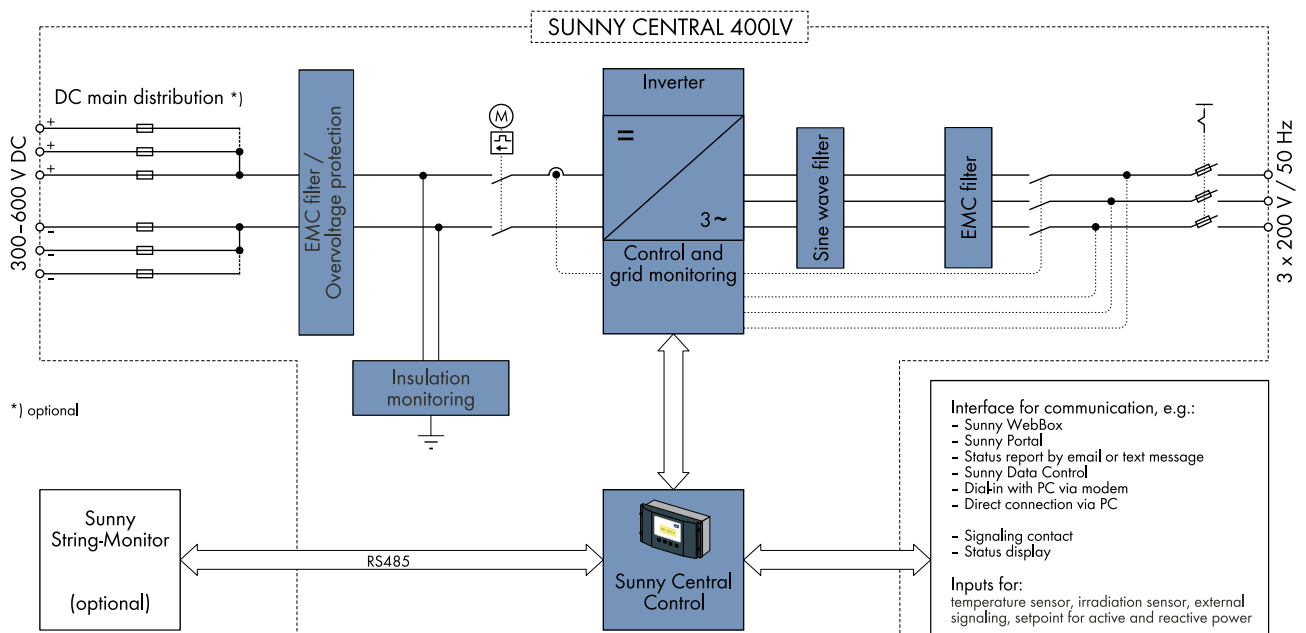 SUNNY CENTRAL 400LV
DC main distribution *)
+
+
+
-
-
-
300-600 V DC
EMC filter /
Overvoltage protection
M
Inverter
=
3~
Control and
grid monitoring
Sine wave filter
EMC filter
3 x 200 V / 50 Hz
Insulation
monitoring
*) optional
Interface for communication, e.g.:
- Sunny WebBox
- Sunny Portal
- Status report by email or text message
- Sunny Data Control
- Dial-in with PC via modem
- Direct connection via PC
- Signaling contact
- Status display
Inputs for:
temperature sensor, irradiation sensor, external
signaling, setpoint for active and reactive power
Sunny
String-Monitor
(optional)
RS485
Sunny Central
Control